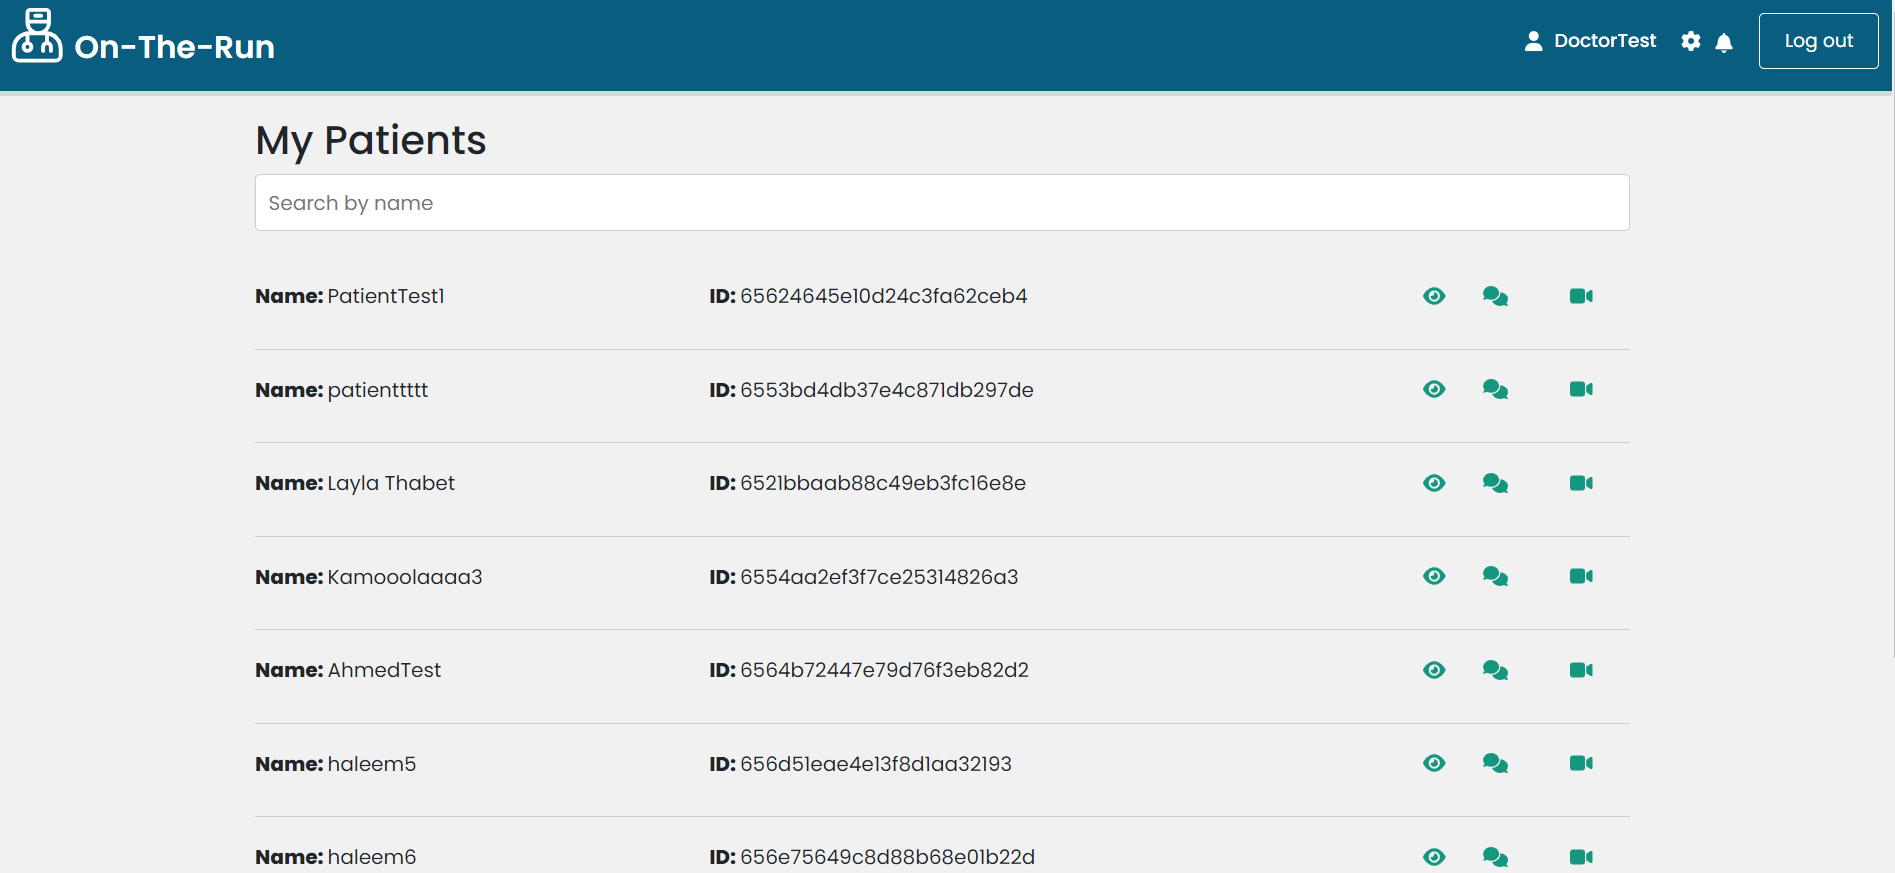 On-The-Run
DoctorTest
Log out
My Patients
Search by name
Name: PatientTest1 ID: 65624645e10d24c3fa62ceb4
Name: patienttttt ID: 6553bd4db37e4c871db297de
Name: Layla Thabet ID: 6521bbaab88c49eb3fc16e8e
Name: Kamooolaaaa3 ID: 6554aa2ef3f7ce25314826a3
Name: AhmedTest ID: 6564b72447e79d76f3eb82d2
Name: haleem5 ID: 656d51eae4e13f8d1aa32193
Name: haleem6 ID: 656e75649c8d88b68e01b22d